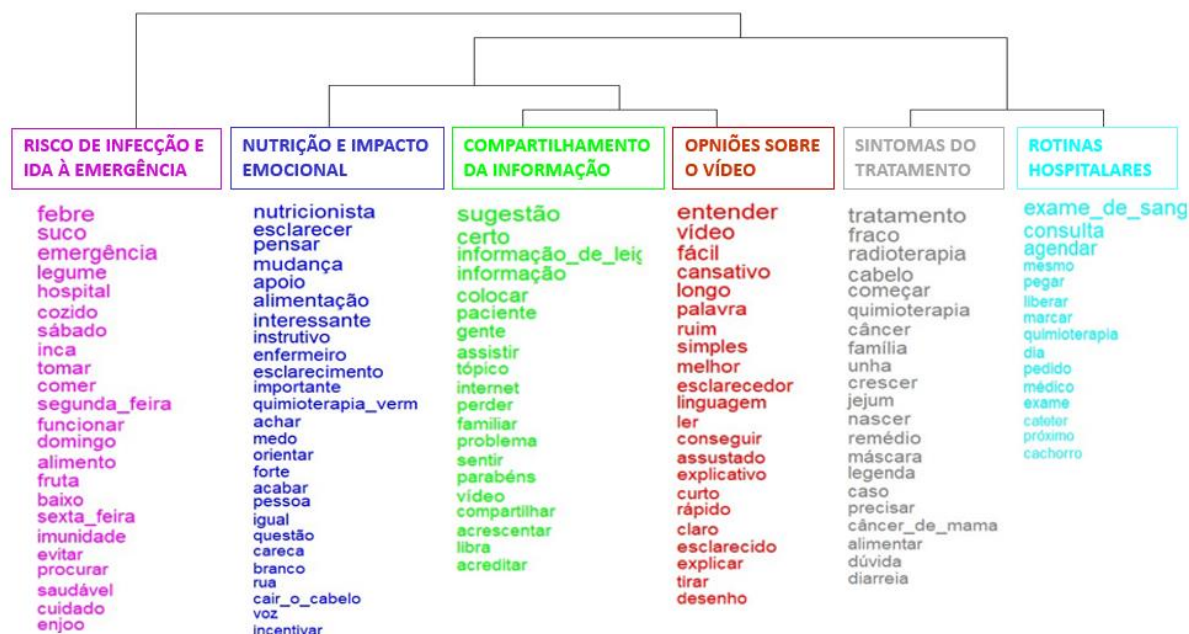 RISCO DE INFECÇÃO E
IDA À EMERGÊNCIA
febre
suco
emergência
legume
hospital
cozido
sábado
inca
tomar
comer
segunda_feira
funcionar
domingo
alimento
fruta
baixo
sexta_feira
imunidade
evitar
procurar
saudável
cuidado
enjoo
NUTRIÇÃO E IMPACTO
EMOCIONAL
nutricionista
esclarecer
pensar
mudança
apoio
alimentação
interessante
instrutivo
enfermeiro
esclarecimento
importante
quimioterapia_verm
achar
medo
orientar
forte
acabar
pessoa
igual
questão
careca
branco
rua
cair_o_cabelo
voz
incentivar
COMPARTILHAMENTO
DA INFORMAÇÃO
sugestão
certo
informação_de_leig
informação
colocar
paciente
gente
assistir
tópico
internet
perder
familiar
problema
sentir
parabéns
vídeo
compartilhar
acrescentar
libra
acreditar
OPNIÕES SOBRE
O VÍDEO
entender
vídeo
fácil
cansativo
longo
palavra
ruim
simples
melhor
esclarecedor
linguagem
ler
conseguir
assustado
explicativo
curto
rápido
claro
esclarecido
explicar
tirar
desenho
SINTOMAS DO
TRATAMENTO
tratamento
fraco
radioterapia
cabelo
começar
quimioterapia
câncer
família
unha
crescer
jejum
nascer
remédio
máscara
legenda
caso
precisar
câncer_de_mama
alimentar
dúvida
diarreia
ROTINAS
HOSPITALARES
exame_de_sang
consulta
agendar
mesmo
pegar
liberar
marcar
quimioterapia
dia
pedido
médico
exame
cateter
próximo
cachorro